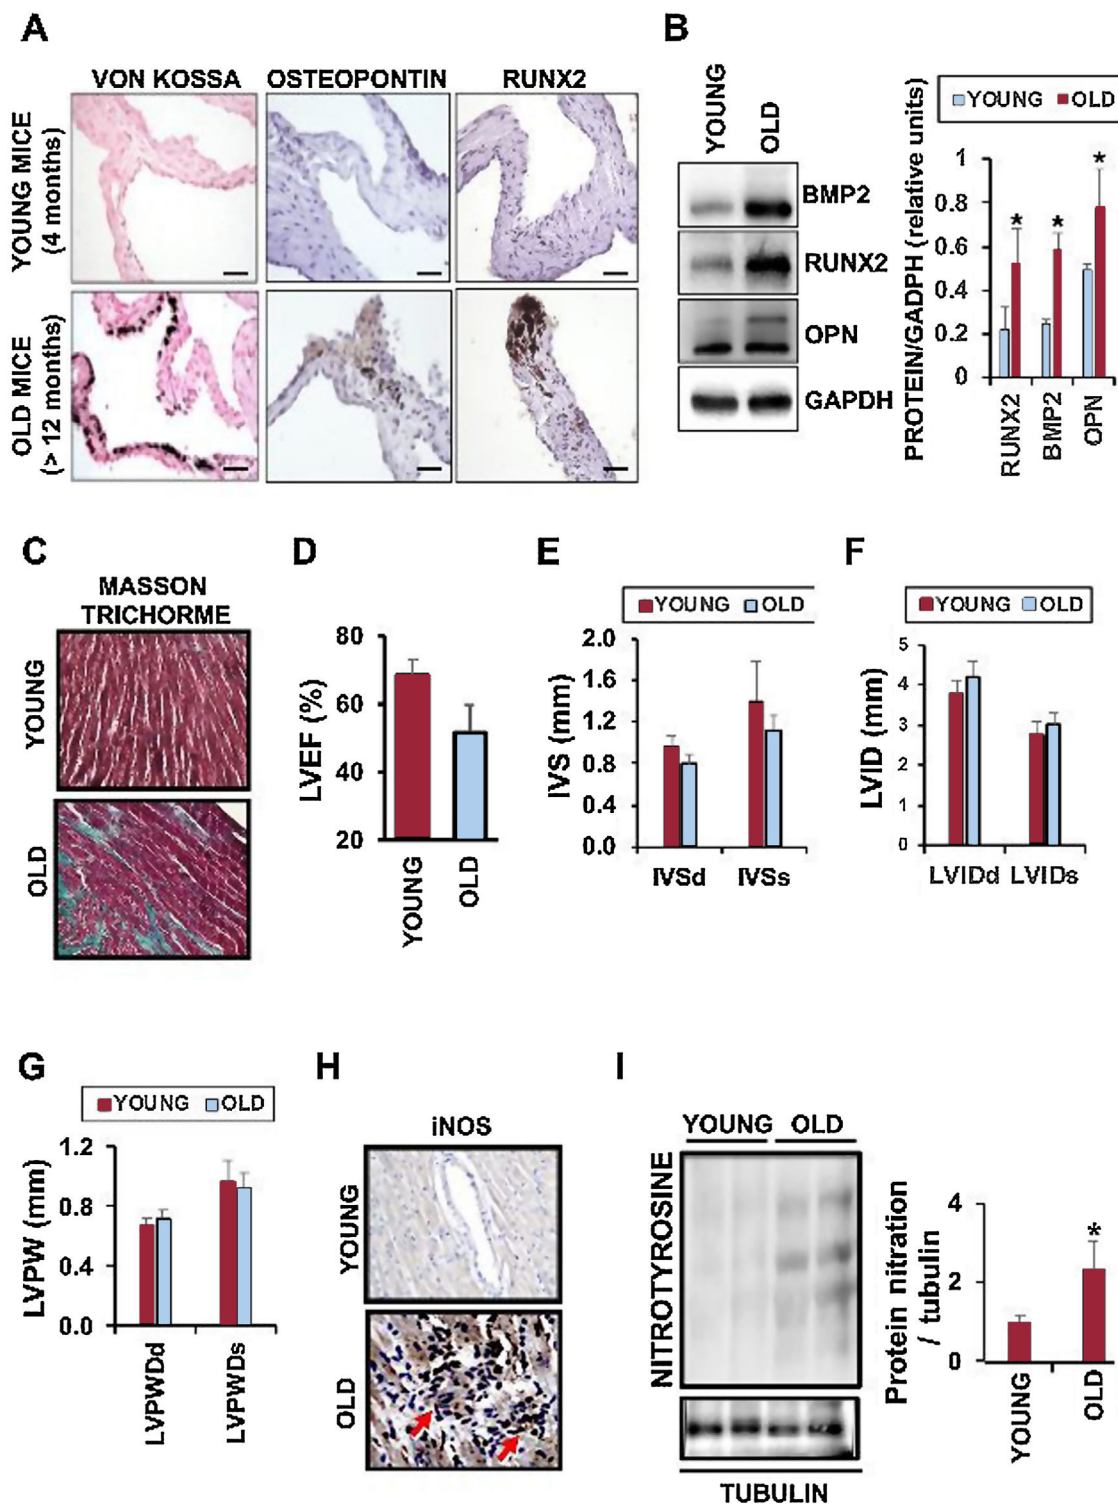 A
VON KOSSA OSTEOPONTIN RUNX2
YOUNG MICE
(4 months)
OLD MICE
(> 12 months)
B
YOUNG
OLD
BMP2
RUNX2
OPN
GAPDH
YOUNG OLD
PROTEIN/GADPH (relative units)
1
0.8
0.6
0.4
0.2
0
*
*
*
RUNX2
BMP2
OPN
C
MASSON
TRICHORME
YOUNG
OLD
D
LVEF (%)
80
60
40
20
YOUNG
OLD
E
YOUNG OLD
IVS (mm)
2.0
1.6
1.2
0.8
0.4
0.0
IVSd IVSs
F
YOUNG OLD
LVID (mm)
5
4
3
2
1
0
LVIDd LVIDs
G
YOUNG OLD
LVPW (mm)
1.2
0.8
0.4
0.0
LVPWDd
LVPWDs
H
iNOS
YOUNG
OLD
I
YOUNG OLD
NITROTYROSINE
TUBULIN
Protein nitration
/ tubulin
4
2
0
*
YOUNG
OLD